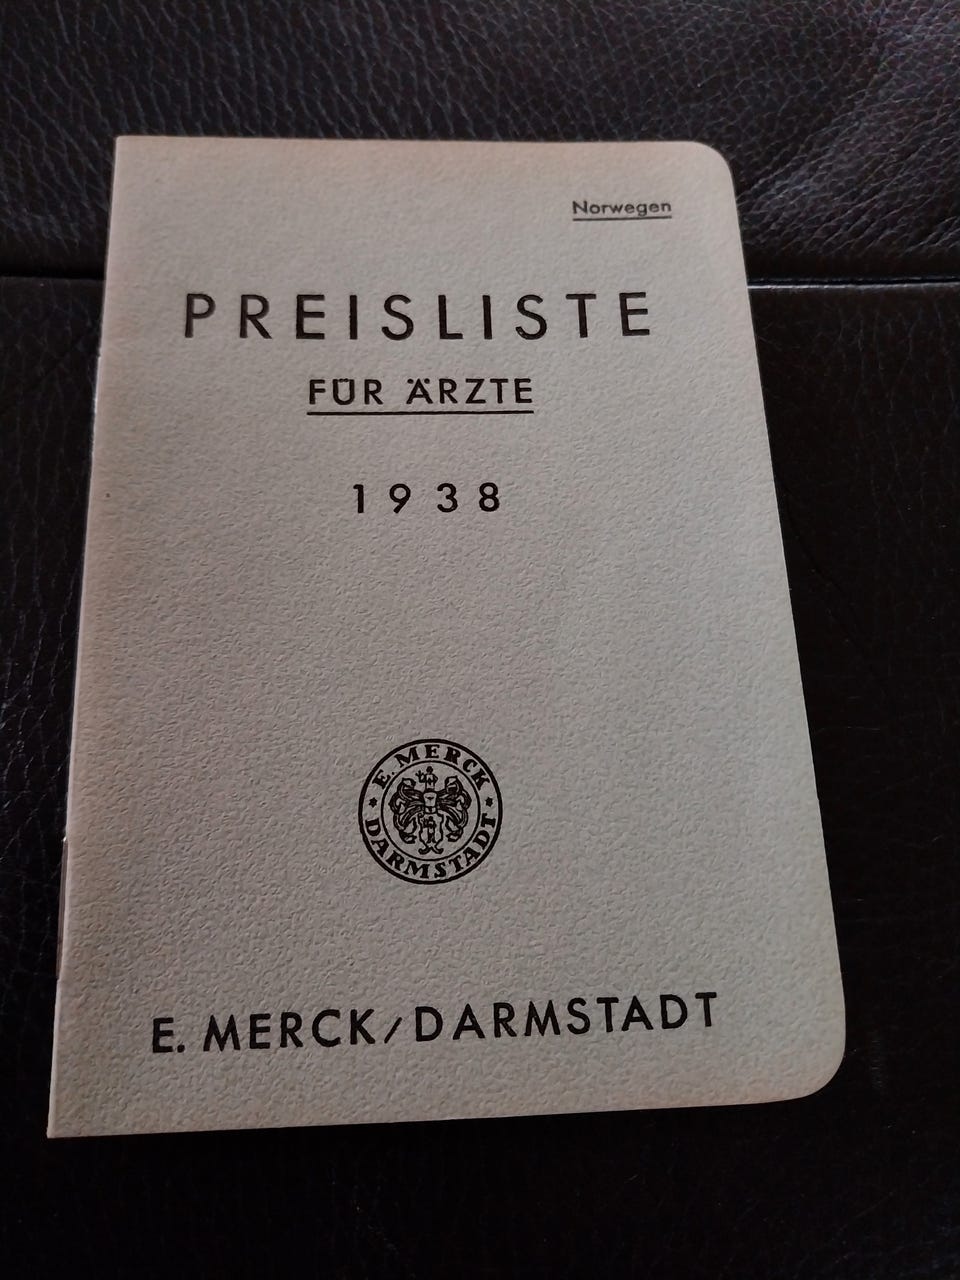 Norwegen
PREISLISTE
FÜR ÄRZTE
1938
E. MERCK
DARMSTADT
E. MERCK/DARMSTADT